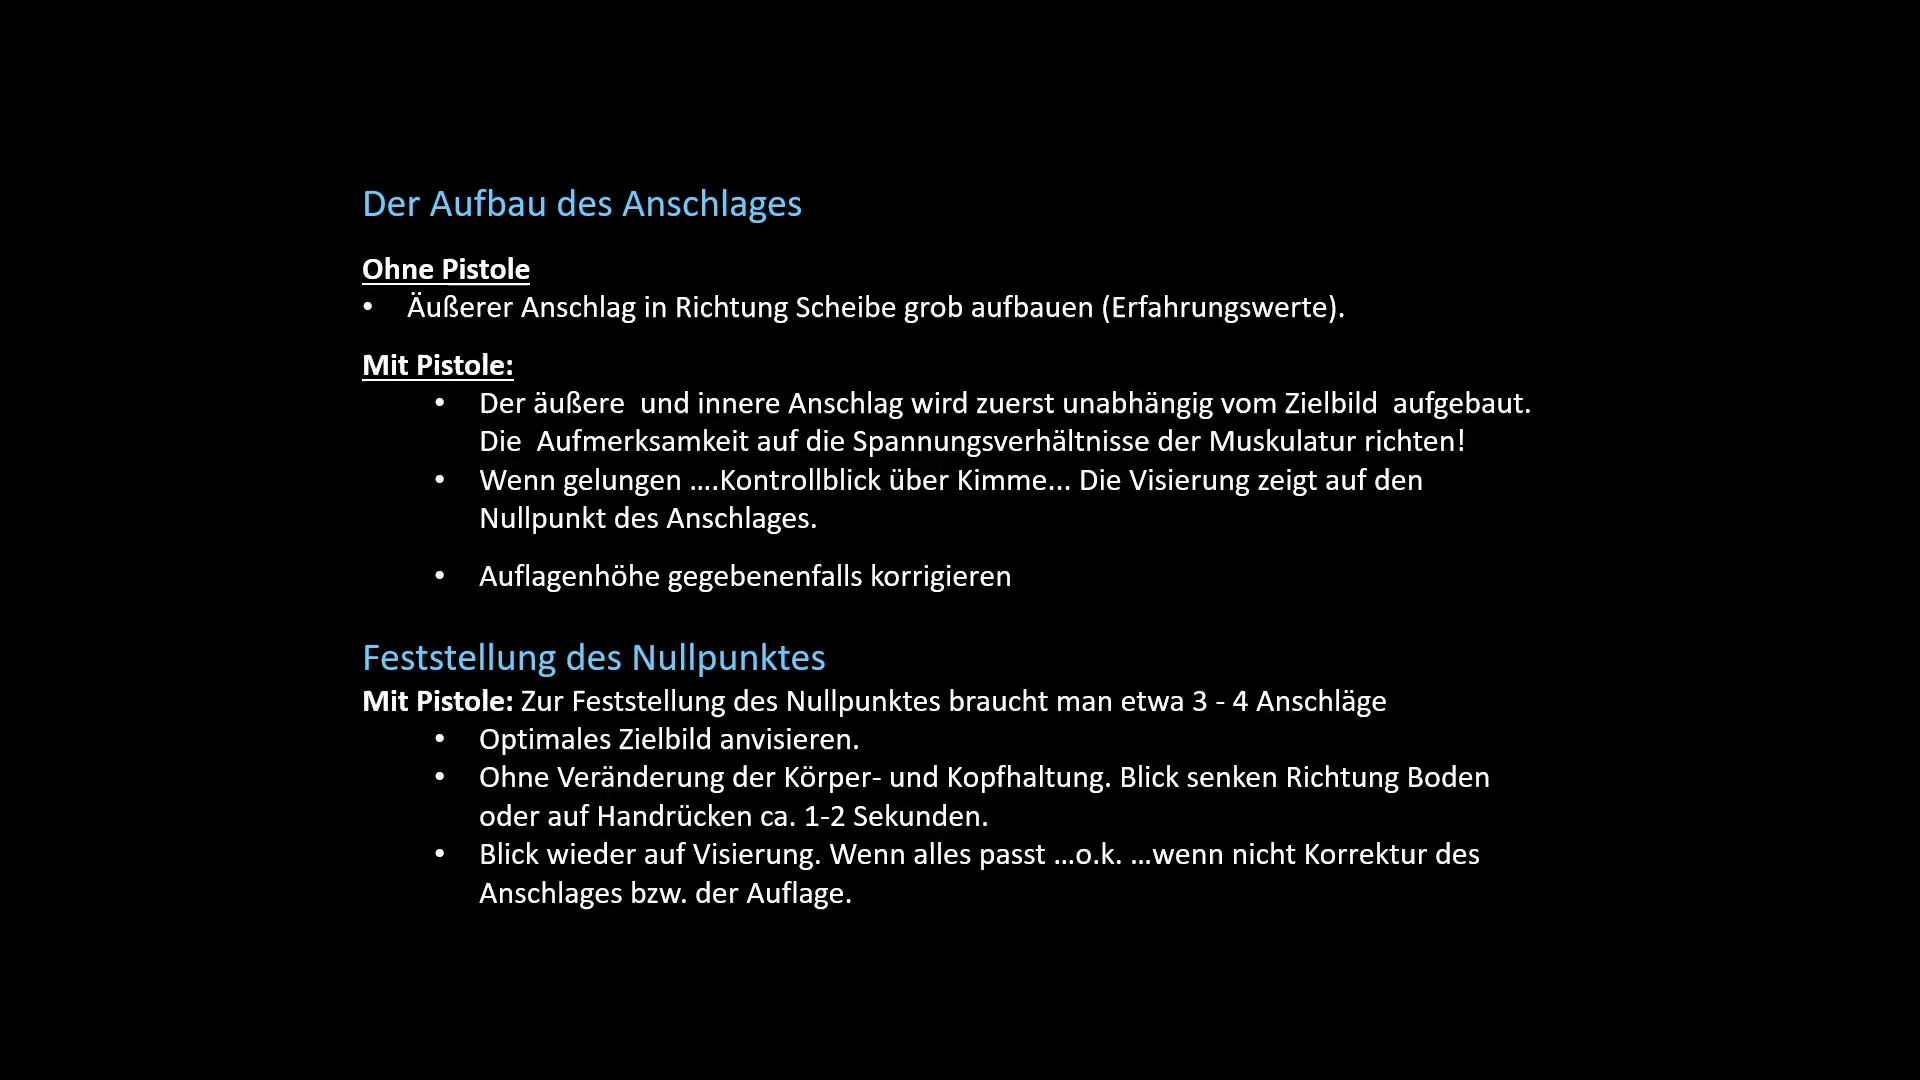 Der Aufbau des Anschlages
Ohne Pistole
• Äußerer Anschlag in Richtung Scheibe grob aufbauen (Erfahrungswerte).
Mit Pistole:
• Der äußere  und innere Anschlag wird zuerst unabhängig vom Zielbild  aufgebaut.
Die  Aufmerksamkeit auf die Spannungsverhältnisse der Muskulatur richten!
• Wenn gelungen ….Kontrollblick über Kimme... Die Visierung zeigt auf den
Nullpunkt des Anschlages.
• Auflagenhöhe gegebenenfalls korrigieren
Feststellung des Nullpunktes
Mit Pistole: Zur Feststellung des Nullpunktes braucht man etwa 3 - 4 Anschläge
• Optimales Zielbild anvisieren.
• Ohne Veränderung der Körper- und Kopfhaltung. Blick senken Richtung Boden
oder auf Handrücken ca. 1-2 Sekunden.
• Blick wieder auf Visierung. Wenn alles passt …o.k. …wenn nicht Korrektur des
Anschlages bzw. der Auflage.